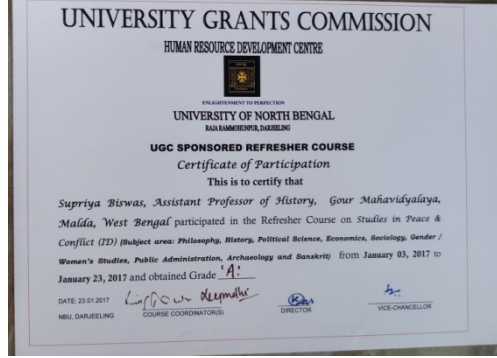 UNIVERSITY GRANTS COMMISSION
HUMAN RESOURCE DEVELOPMENT CENTRE
ENLIGHTENMENT TO PERFECTION
UNIVERSITY OF NORTH BENGAL
RAJA RAMMOHUNPUR, DARJEELING
UGC SPONSORED REFRESHER COURSE
Certificate of Participation
This is to certify that
Supriya Biswas, Assistant Professor of History, Gour Mahavidyalaya,
Malda, West Bengal participated in the Refresher Course on Studies in Peace &
Conflict (ID) (Subject area: Philosophy, History, Political Science, Economics, Sociology, Gender /
Women's Studies, Public Administration, Archaeology and Sanskrit) from January 03, 2017 to
January 23, 2017 and obtained Grade 'A'.
DATE: 23.01.2017
NBU, DARJEELING
COURSE COORDINATOR(S)
DIRECTOR
VICE-CHANCELLOR